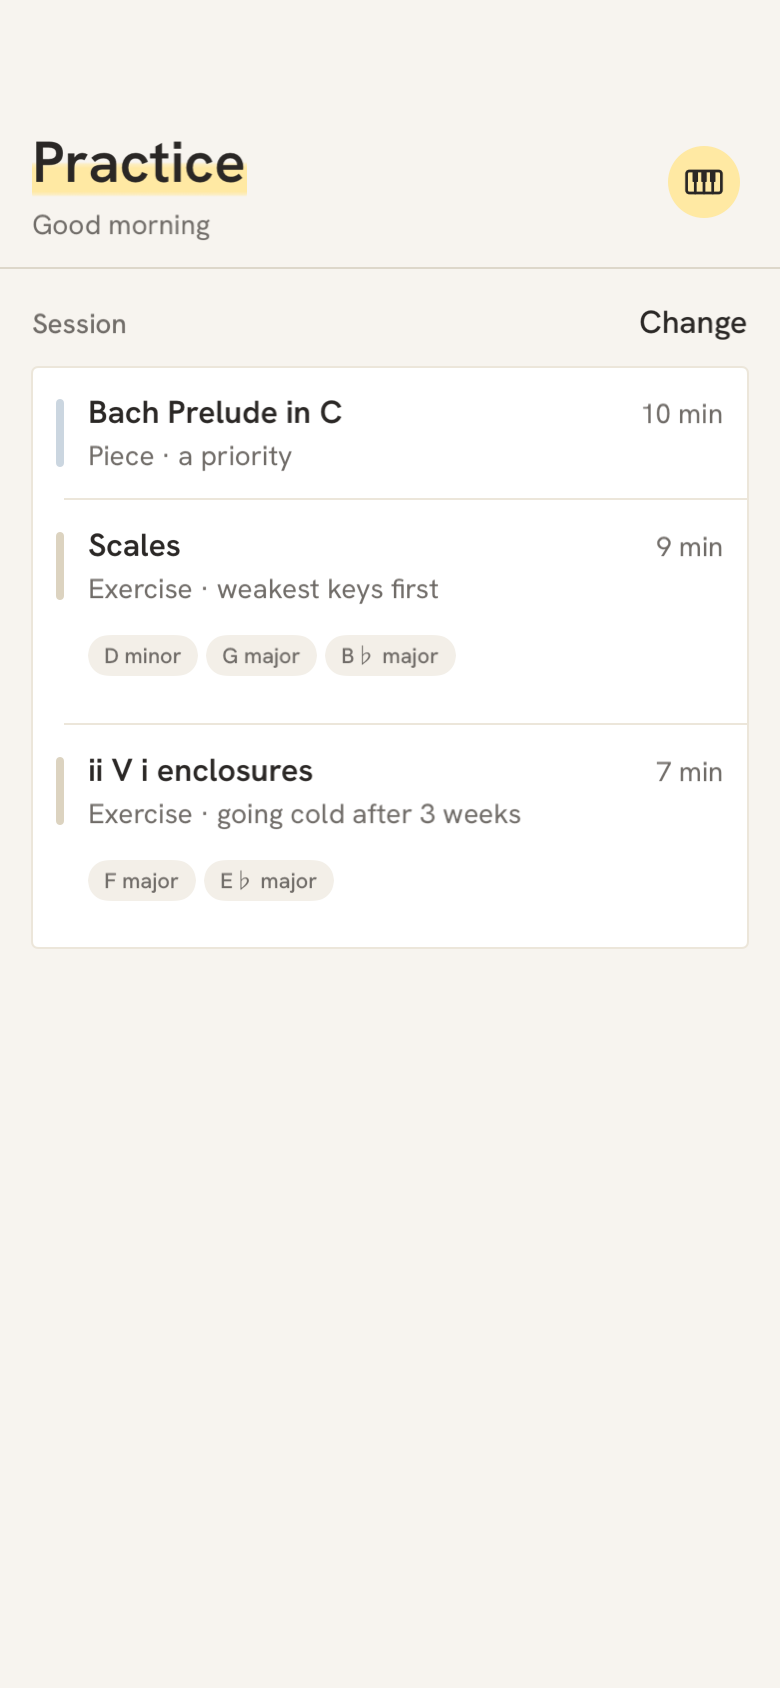 Practice
Good morning
Session
Change
Bach Prelude in C
10 min
Piece · a priority
Scales
9 min
Exercise · weakest keys first
D minor
G major
B♭ major
ii V i enclosures
7 min
Exercise · going cold after 3 weeks
F major
E♭ major